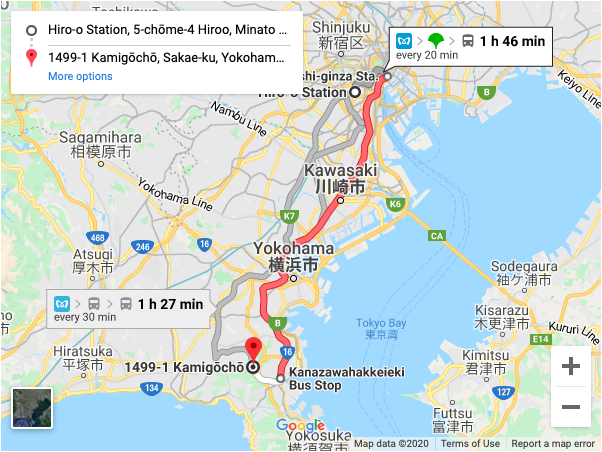 Hiro-o Station, 5-chōme-4 Hiroo, Minato ...
1499-1 Kamigōchō, Sakae-ku, Yokoham...
More options
Shinjuku
新宿区
1 h 46 min
every 20 min
shi-ginza Sta.
Hiro-o Station
Keiyo Line
B
Nambu Line
Sagamihara
相模原市
Kawasaki
川崎市
Yokohama Line
K6
K7
468
246
16
CA
Yokohama
横浜市
Atsugi
厚木市
Sodegaura
袖ケ浦市
1 h 27 min
every 30 min
Kisarazu
木更津市
Kururi Line
E14
B
Tokyo Bay
東京湾
Hiratsuka
平塚市
16
1499-1 Kamigōchō
Kanazawahakkeieki
Bus Stop
Kimitsu
君津市
134
Futtsu
富津市
Google
Yokosuka
横須賀市
Map data ©2020
Terms of Use
Report a map error